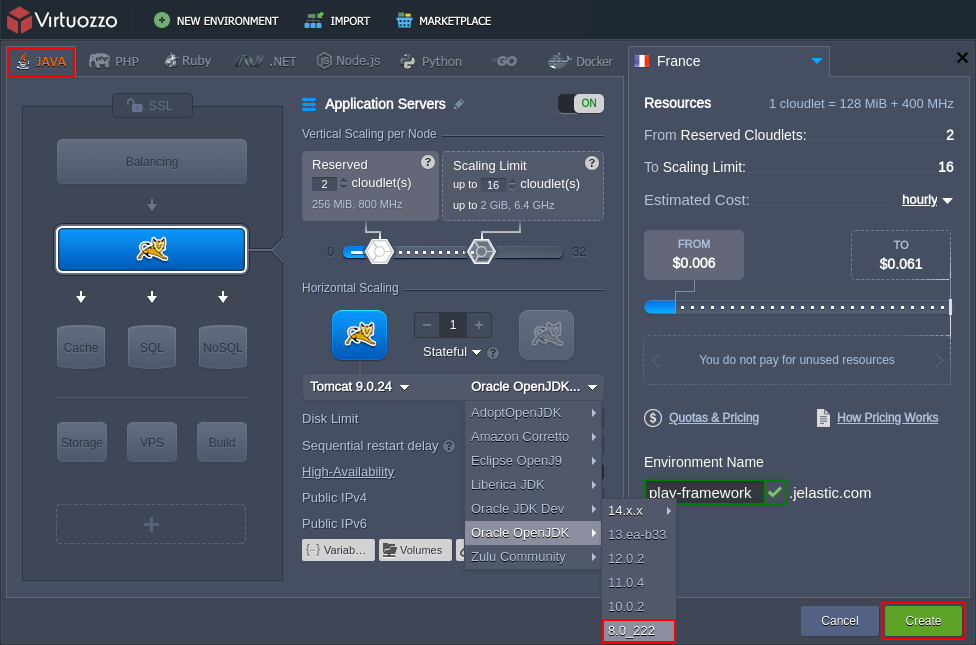 Virtuozzo
NEW ENVIRONMENT
IMPORT
MARKETPLACE
JAVA
PHP
Ruby
.NET
Node.js
Python
GO
Docker
SSL
Balancing
Cache
SQL
NoSQL
Storage
VPS
Build
Application Servers
ON
Vertical Scaling per Node
Reserved ?
2 cloudlet(s)
256 MiB, 800 MHz
Scaling Limit ?
up to 16 cloudlet(s)
up to 2 GiB, 6.4 GHz
0
32
Horizontal Scaling
1
Stateful ?
Tomcat 9.0.24
Oracle OpenJDK...
Disk Limit
Sequential restart delay ?
High-Availability
Public IPv4
Public IPv6
Variab...
Volumes
AdoptOpenJDK
Amazon Corretto
Eclipse OpenJ9
Liberica JDK
Oracle JDK Dev
Oracle OpenJDK
Zulu Community
14.x.x
13.ea-b33
12.0.2
11.0.4
10.0.2
8.0_222
France
Resources 1 cloudlet = 128 MiB + 400 MHz
From Reserved Cloudlets: 2
To Scaling Limit: 16
Estimated Cost: hourly
FROM
$0.006
TO
$0.061
You do not pay for unused resources
$ Quotas & Pricing
How Pricing Works
Environment Name
play-framework .jelastic.com
Cancel
Create